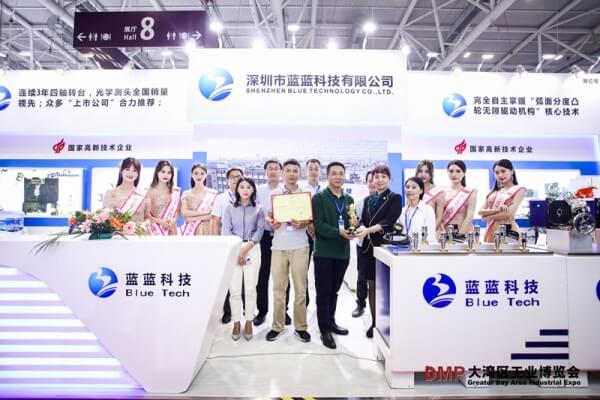 展厅
Hall 8
深圳市蓝蓝科技有限公司
SHENZHEN BLUE TECHNOLOGY CO.,LTD.
连续3年四轴转台，光学测头全国销量
领先；众多“上市公司”合力推荐；
国家高新技术企业
完全自主掌握“弧面分度凸
轮无隙驱动机构”核心技术
国家高新技术企业
蓝蓝科技
Blue Tech
蓝蓝科技
Blue Tech
DMP 大湾区工业博览会
Greater Bay Area Industrial Expo